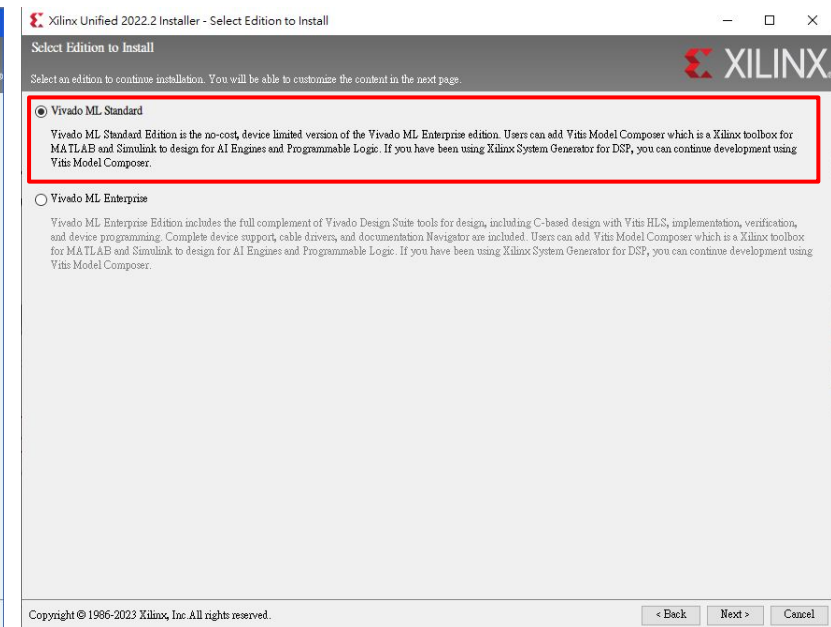 Xilinx Unified 2022.2 Installer - Select Edition to Install
Select Edition to Install
Select an edition to continue installation. You will be able to customize the content in the next page.
XILINX
Vivado ML Standard
Vivado ML Standard Edition is the no-cost, device limited version of the Vivado ML Enterprise edition. Users can add Vitis Model Composer which is a Xilinx toolbox for
MATLAB and Simulink to design for AI Engines and Programmable Logic. If you have been using Xilinx System Generator for DSP, you can continue development using
Vitis Model Composer.
Vivado ML Enterprise
Vivado ML Enterprise Edition includes the full complement of Vivado Design Suite tools for design, including C-based design with Vitis HLS, implementation, verification,
and device programming. Complete device support, cable drivers, and documentation Navigator are included. Users can add Vitis Model Composer which is a Xilinx toolbox
for MATLAB and Simulink to design for AI Engines and Programmable Logic. If you have been using Xilinx System Generator for DSP, you can continue development using
Vitis Model Composer.
Copyright © 1986-2023 Xilinx, Inc.All rights reserved.
< Back Next > Cancel